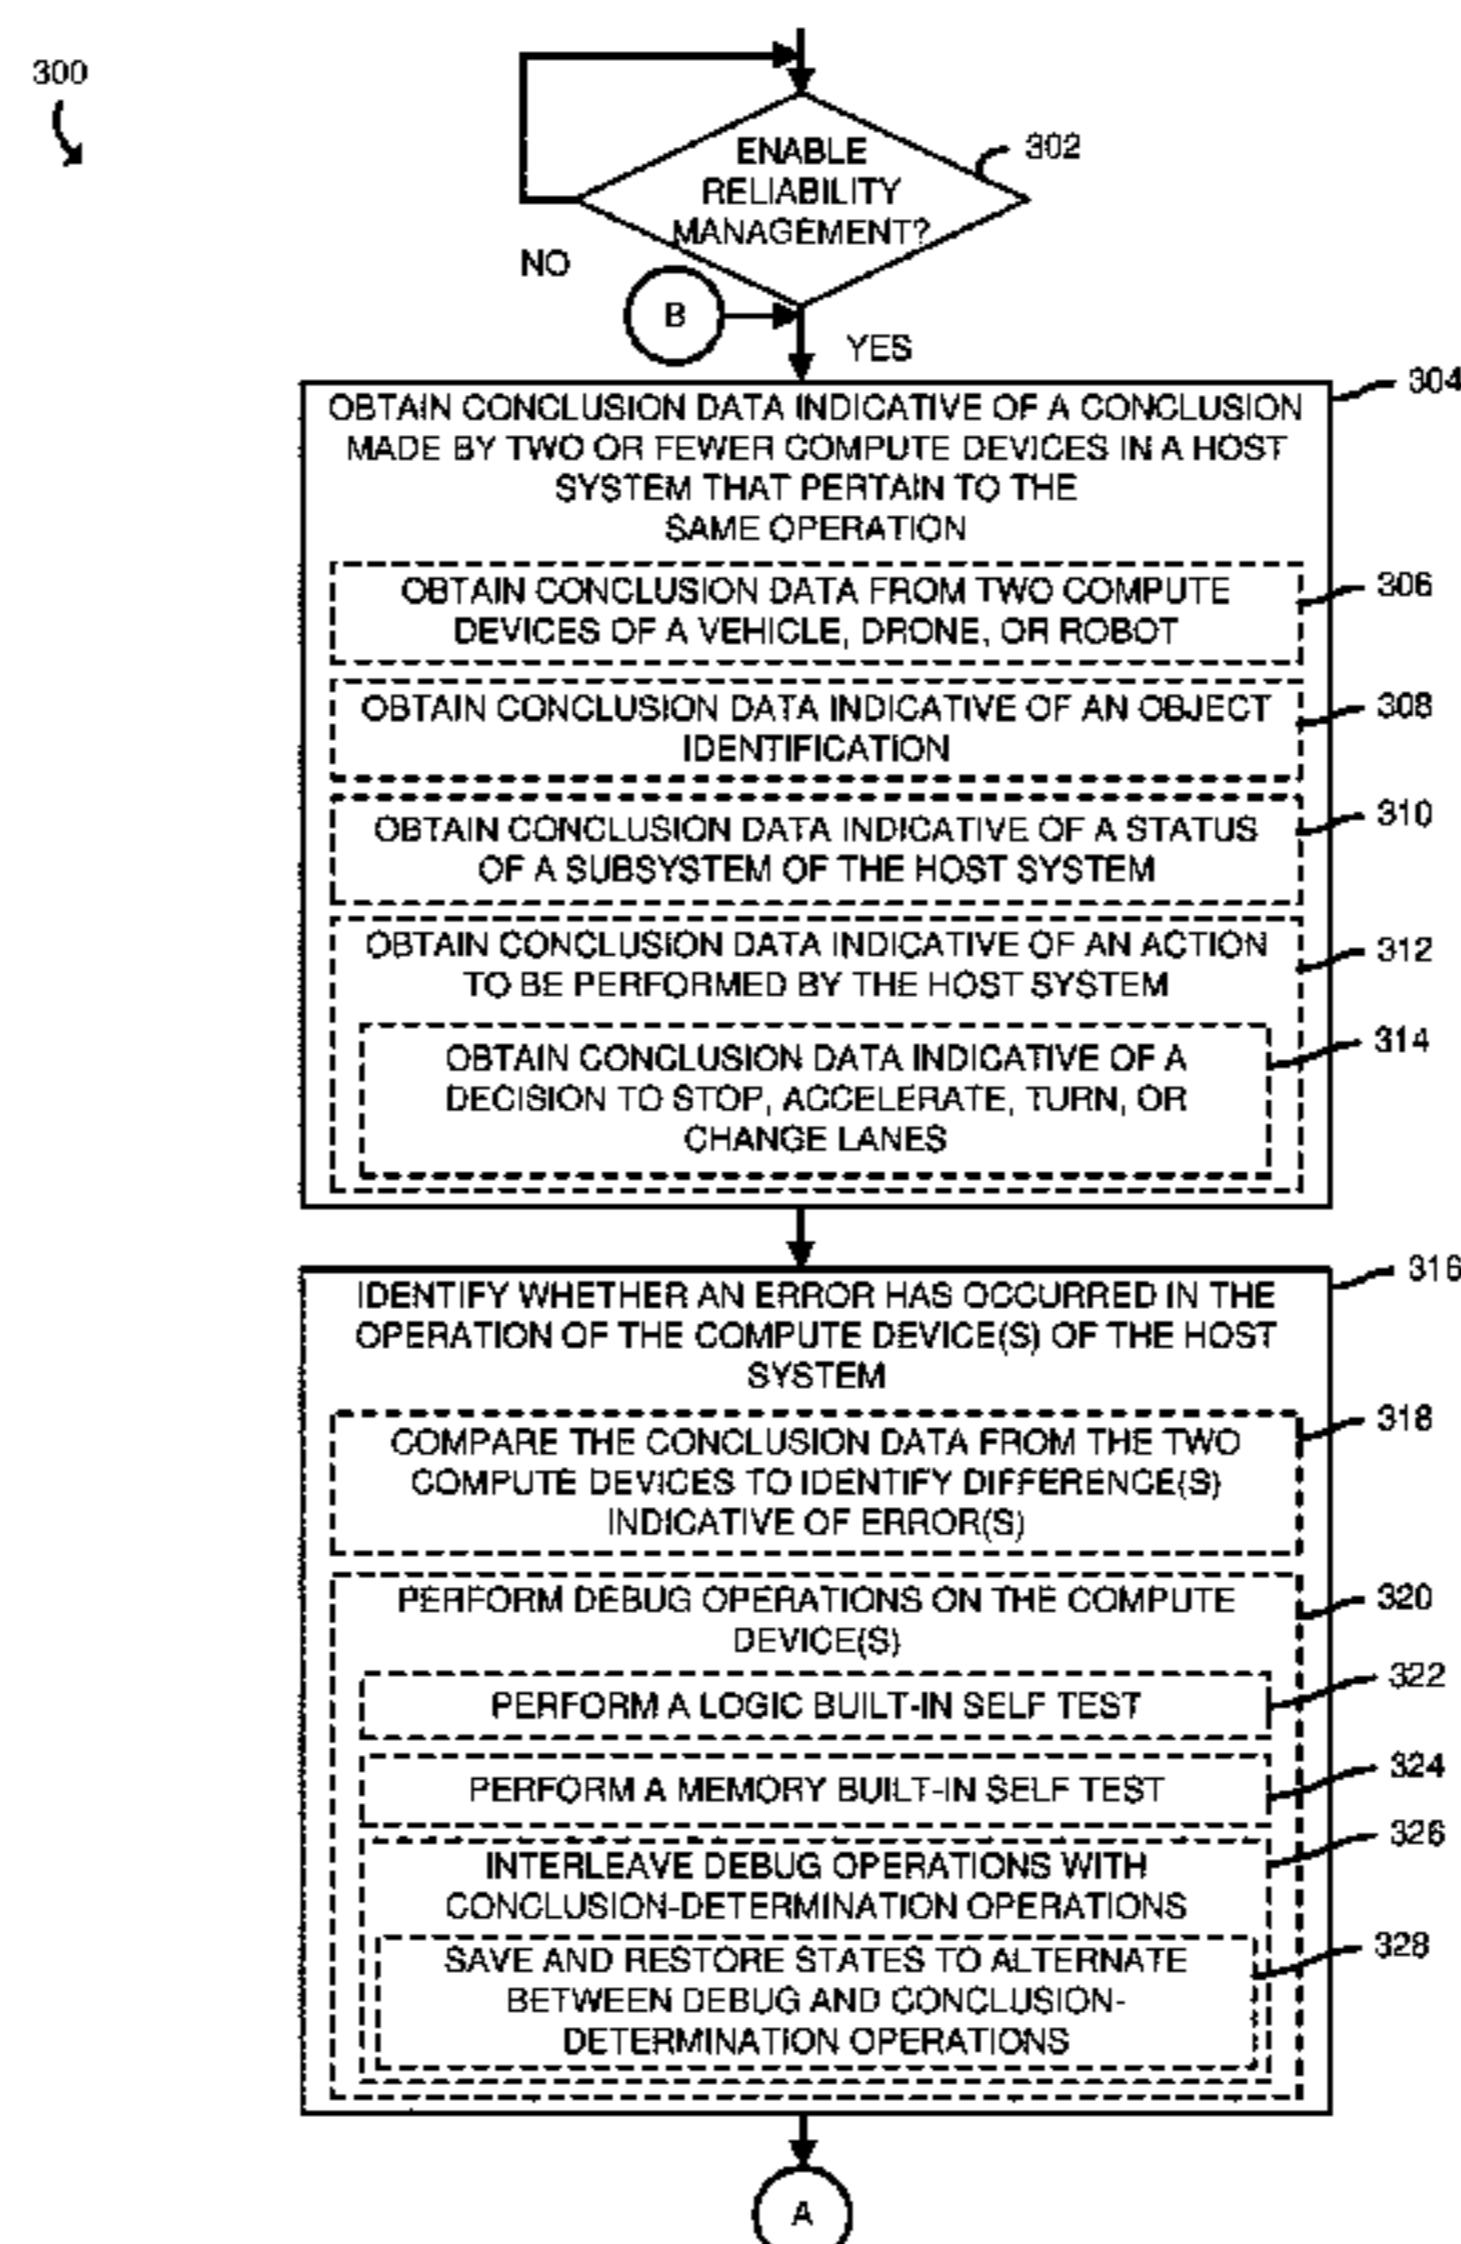 300
ENABLE
RELIABILITY
MANAGEMENT?
302
NO
B
YES
304
OBTAIN CONCLUSION DATA INDICATIVE OF A CONCLUSION
MADE BY TWO OR FEWER COMPUTE DEVICES IN A HOST
SYSTEM THAT PERTAIN TO THE
SAME OPERATION
OBTAIN CONCLUSION DATA FROM TWO COMPUTE
DEVICES OF A VEHICLE, DRONE, OR ROBOT
306
OBTAIN CONCLUSION DATA INDICATIVE OF AN OBJECT
IDENTIFICATION
308
OBTAIN CONCLUSION DATA INDICATIVE OF A STATUS
OF A SUBSYSTEM OF THE HOST SYSTEM
310
OBTAIN CONCLUSION DATA INDICATIVE OF AN ACTION
TO BE PERFORMED BY THE HOST SYSTEM
312
OBTAIN CONCLUSION DATA INDICATIVE OF A
DECISION TO STOP, ACCELERATE, TURN, OR
CHANGE LANES
314
IDENTIFY WHETHER AN ERROR HAS OCCURRED IN THE
OPERATION OF THE COMPUTE DEVICE(S) OF THE HOST
SYSTEM
316
COMPARE THE CONCLUSION DATA FROM THE TWO
COMPUTE DEVICES TO IDENTIFY DIFFERENCE(S)
INDICATIVE OF ERROR(S)
318
PERFORM DEBUG OPERATIONS ON THE COMPUTE
DEVICE(S)
320
PERFORM A LOGIC BUILT-IN SELF TEST
322
PERFORM A MEMORY BUILT-IN SELF TEST
324
INTERLEAVE DEBUG OPERATIONS WITH
CONCLUSION-DETERMINATION OPERATIONS
326
SAVE AND RESTORE STATES TO ALTERNATE
BETWEEN DEBUG AND CONCLUSION-
DETERMINATION OPERATIONS
328
A